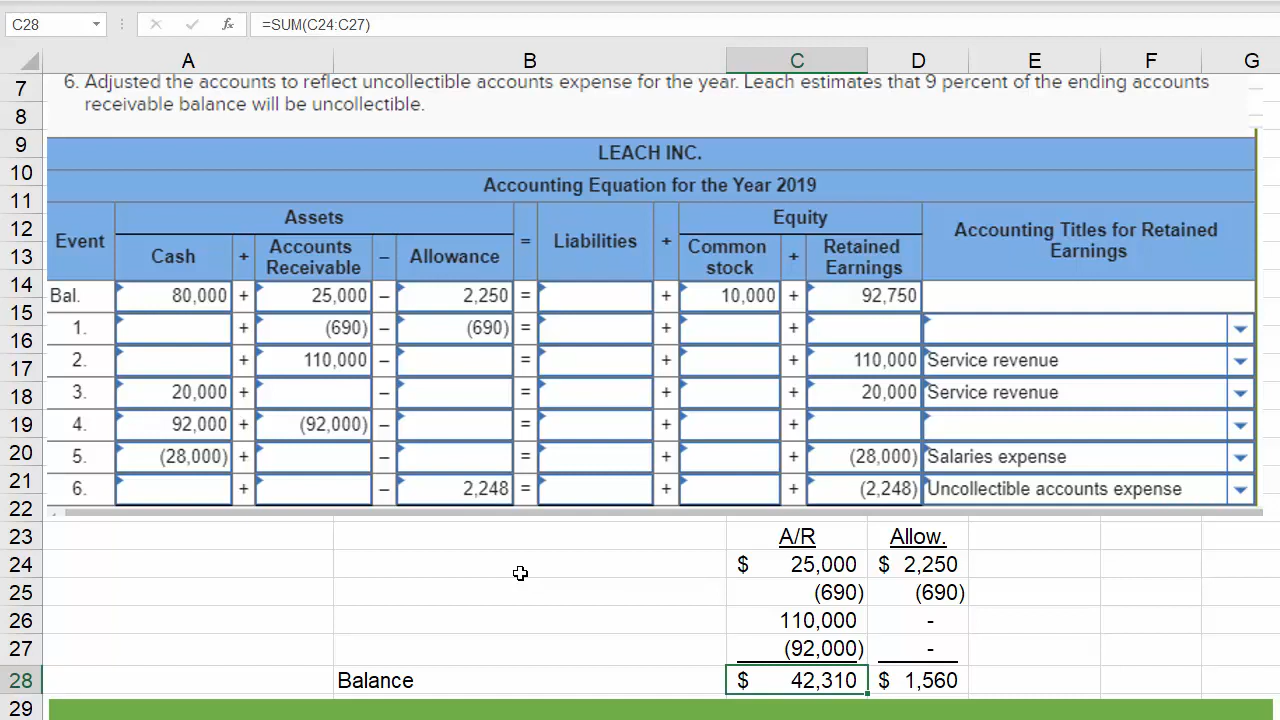 C28 fx =SUM(C24:C27)
A B C D E F G
7 6. Adjusted the accounts to reflect uncollectible accounts expense for the year. Leach estimates that 9 percent of the ending accounts
8 receivable balance will be uncollectible.
9 LEACH INC.
10
11 Accounting Equation for the Year 2019
12 Assets Equity
Event = Liabilities + Accounting Titles for Retained
Earnings
13 Cash + Accounts
Receivable − Allowance Common
stock + Retained
Earnings
14 Bal. 80,000 + 25,000 − 2,250 = + 10,000 + 92,750
15 1. + (690) − (690) = + +
16 2. + 110,000 − = + + 110,000 Service revenue
17
18 3. 20,000 + − = + + 20,000 Service revenue
19 4. 92,000 + (92,000) − = + +
20 5. (28,000) + − = + + (28,000) Salaries expense
21 6. + − 2,248 = + + (2,248) Uncollectible accounts expense
22
23 A/R Allow.
24 $ 25,000 $ 2,250
25 (690) (690)
26 110,000 -
27 (92,000) -
28 Balance $ 42,310 $ 1,560
29